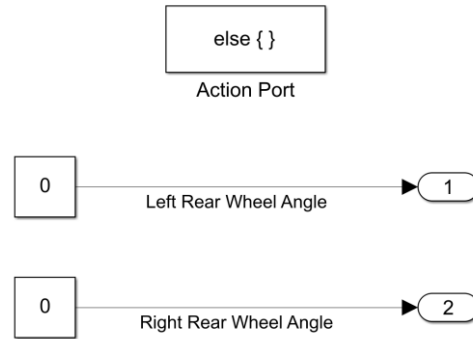 else { }
Action Port
0
1
Left Rear Wheel Angle
0
2
Right Rear Wheel Angle